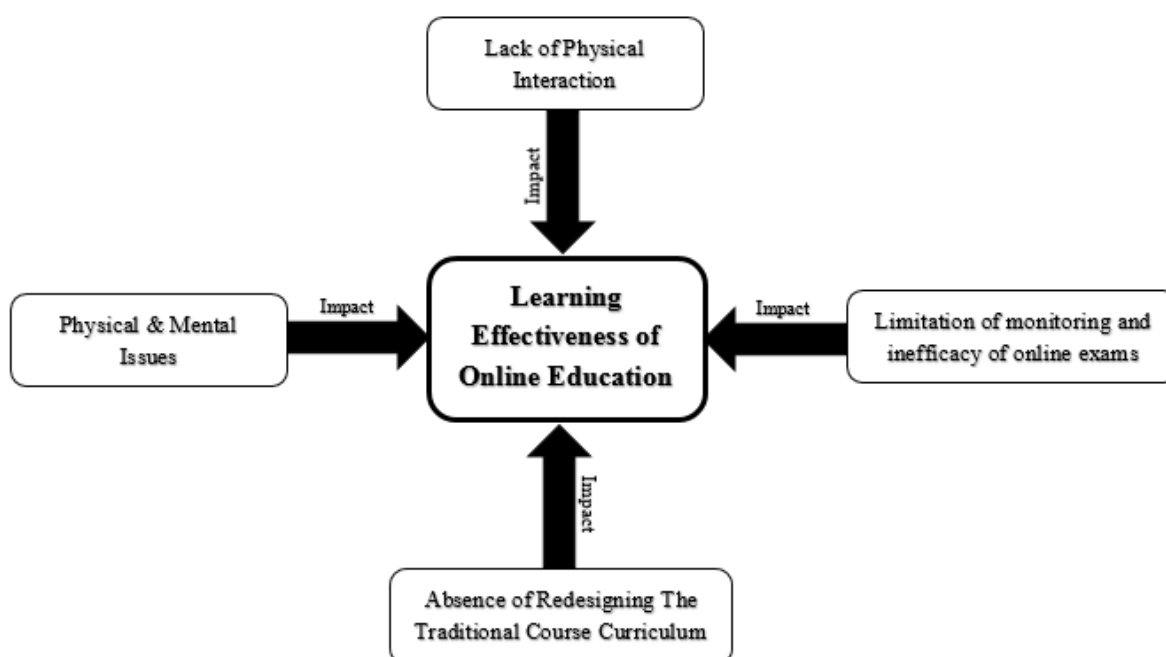 Lack of Physical
Interaction
Impact
Physical & Mental
Issues
Impact
Learning
Effectiveness of
Online Education
Impact
Limitation of monitoring and
inefficacy of online exams
Impact
Absence of Redesigning The
Traditional Course Curriculum